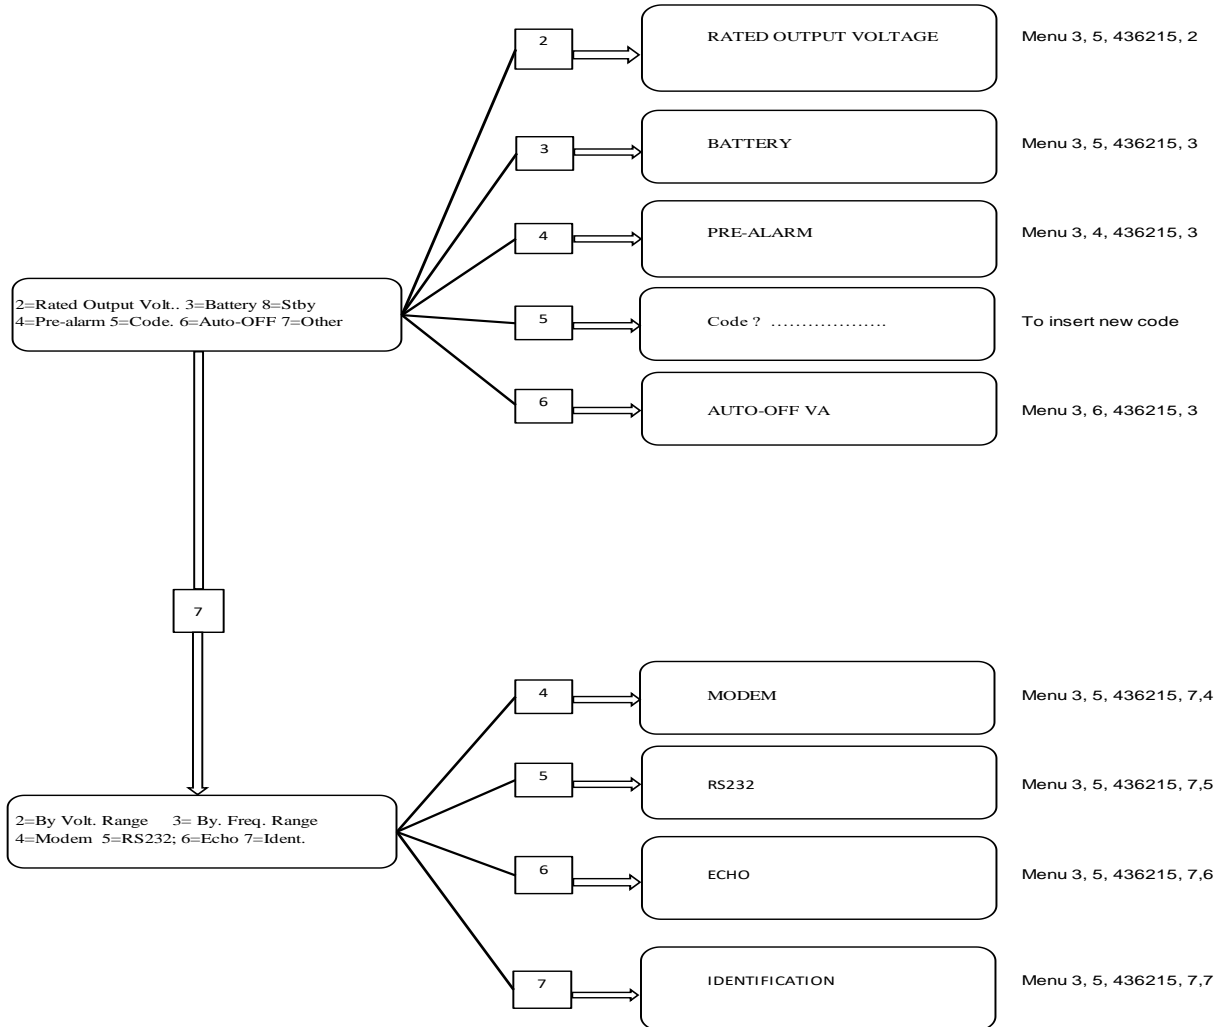 2
RATED OUTPUT VOLTAGE
Menu 3, 5, 436215, 2
3
BATTERY
Menu 3, 5, 436215, 3
4
PRE-ALARM
Menu 3, 4, 436215, 3
2=Rated Output Volt.. 3=Battery 8=Stby
4=Pre-alarm 5=Code. 6=Auto-OFF 7=Other
5
Code ? ...................
To insert new code
6
AUTO-OFF VA
Menu 3, 6, 436215, 3
7
4
MODEM
Menu 3, 5, 436215, 7,4
5
RS232
Menu 3, 5, 436215, 7,5
2=By Volt. Range 3= By. Freq. Range
4=Modem 5=RS232; 6=Echo 7=Ident.
6
ECHO
Menu 3, 5, 436215, 7,6
7
IDENTIFICATION
Menu 3, 5, 436215, 7,7